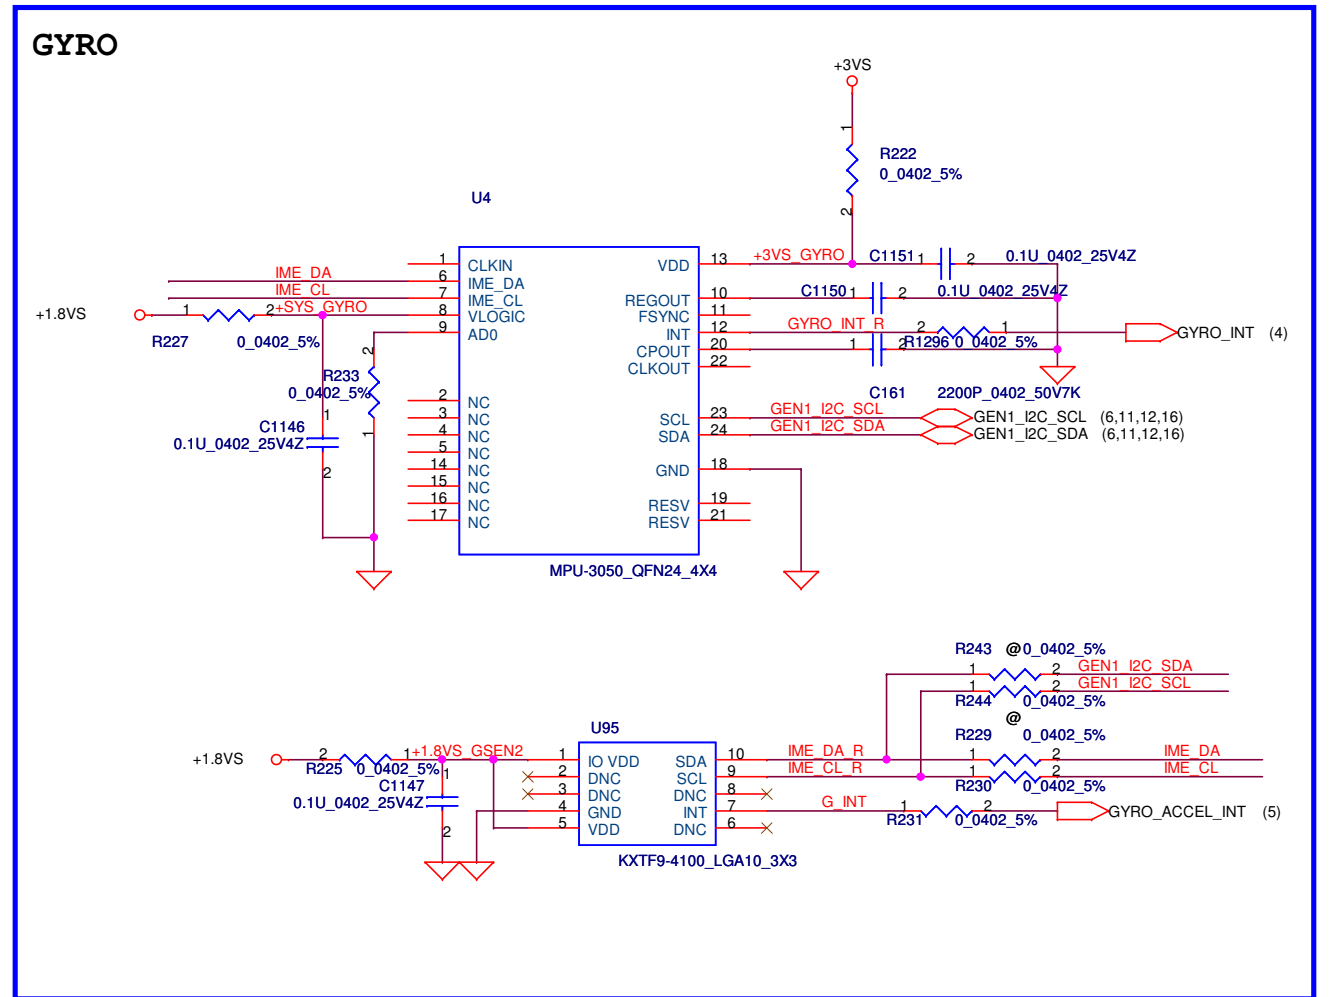 GYRO
+3VS
R222
0_0402_5%
1
2
U4
MPU-3050_QFN24_4X4
1 CLKIN
6 IME_DA
7 IME_CL
8 VLOGIC
9 AD0
2 NC
3 NC
4 NC
5 NC
14 NC
15 NC
16 NC
17 NC
VDD 13
REGOUT 10
FSYNC 11
INT 12
CPOUT 20
CLKOUT 22
SCL 23
SDA 24
GND 18
RESV 19
RESV 21
IME_DA
IME_CL
+1.8VS
1
2
+SYS_GYRO
R227
0_0402_5%
2
R233
0_0402_5%
1
1
C1146
0.1U_0402_25V4Z
2
+3VS_GYRO
C1151
1
2
0.1U_0402_25V4Z
C1150
1
2
0.1U_0402_25V4Z
GYRO_INT_R
2
1
R1296 0_0402_5%
GYRO_INT (4)
1
2
C161
2200P_0402_50V7K
GEN1_I2C_SCL
GEN1_I2C_SCL (6,11,12,16)
GEN1_I2C_SDA
GEN1_I2C_SDA (6,11,12,16)
R243 @ 0_0402_5%
1
2
GEN1_I2C_SDA
1
2
GEN1_I2C_SCL
R244 0_0402_5%
@
R229 0_0402_5%
1
2
IME_DA
1
2
IME_CL
R230 0_0402_5%
U95
+1.8VS
2
1
+1.8VS_GSEN2
R225 0_0402_5%
1
C1147
0.1U_0402_25V4Z
2
1 IO VDD
2 DNC
3 DNC
4 GND
5 VDD
SDA 10
SCL 9
DNC 8
INT 7
DNC 6
IME_DA_R
IME_CL_R
G_INT
1
2
R231 0_0402_5%
GYRO_ACCEL_INT (5)
KXTF9-4100_LGA10_3X3